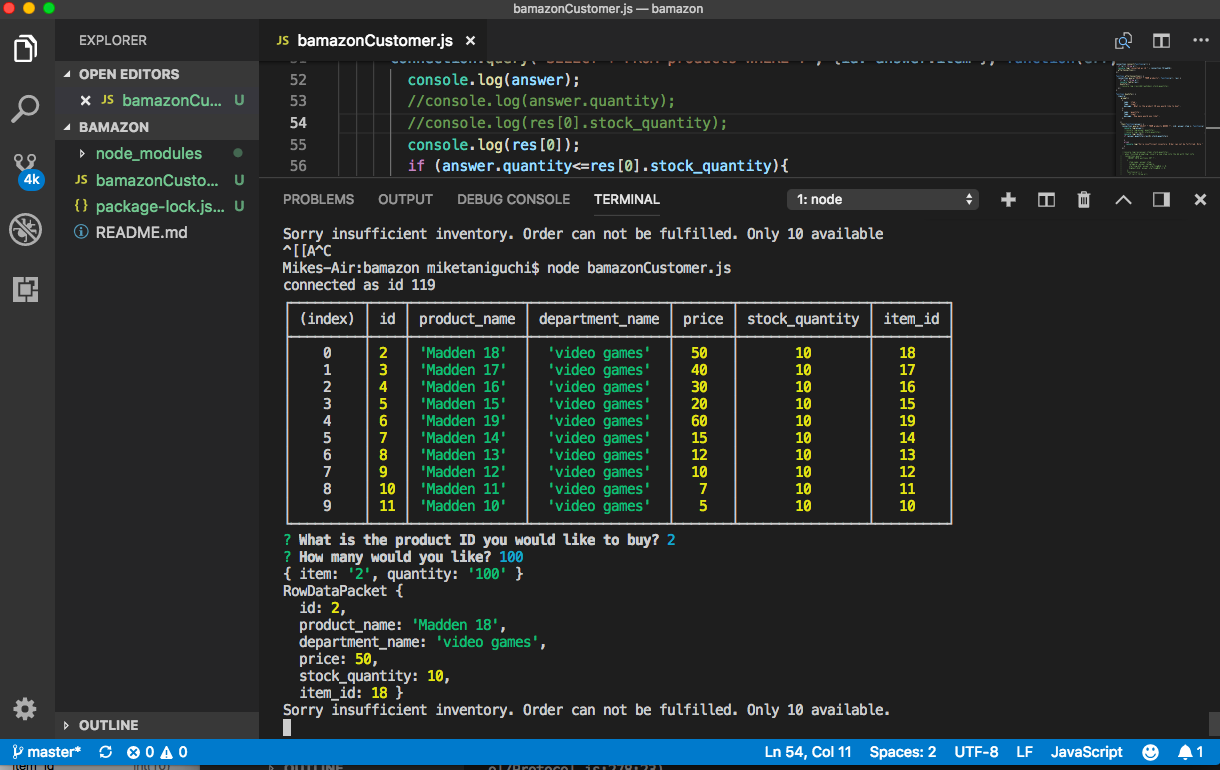 bamazonCustomer.js — bamazon
EXPLORER
OPEN EDITORS
JS bamazonCu... U
BAMAZON
node_modules
JS bamazonCusto... U
{} package-lock.js... U
README.md
4k
OUTLINE
JS bamazonCustomer.js
52 console.log(answer);
53 //console.log(answer.quantity);
54 //console.log(res[0].stock_quantity);
55 console.log(res[0]);
56 if (answer.quantity<=res[0].stock_quantity){
PROBLEMS OUTPUT DEBUG CONSOLE TERMINAL 1: node
Sorry insufficient inventory. Order can not be fulfilled. Only 10 available
^[[A^C
Mikes-Air:bamazon miketaniguchi$ node bamazonCustomer.js
connected as id 119
(index) id product_name department_name price stock_quantity item_id
0 2 'Madden 18' 'video games' 50 10 18
1 3 'Madden 17' 'video games' 40 10 17
2 4 'Madden 16' 'video games' 30 10 16
3 5 'Madden 15' 'video games' 20 10 15
4 6 'Madden 19' 'video games' 60 10 19
5 7 'Madden 14' 'video games' 15 10 14
6 8 'Madden 13' 'video games' 12 10 13
7 9 'Madden 12' 'video games' 10 10 12
8 10 'Madden 11' 'video games' 7 10 11
9 11 'Madden 10' 'video games' 5 10 10
? What is the product ID you would like to buy? 2
? How many would you like? 100
{ item: '2', quantity: '100' }
RowDataPacket {
id: 2,
product_name: 'Madden 18',
department_name: 'video games',
price: 50,
stock_quantity: 10,
item_id: 18 }
Sorry insufficient inventory. Order can not be fulfilled. Only 10 available.
master* 0 0 Ln 54, Col 11 Spaces: 2 UTF-8 LF JavaScript 1